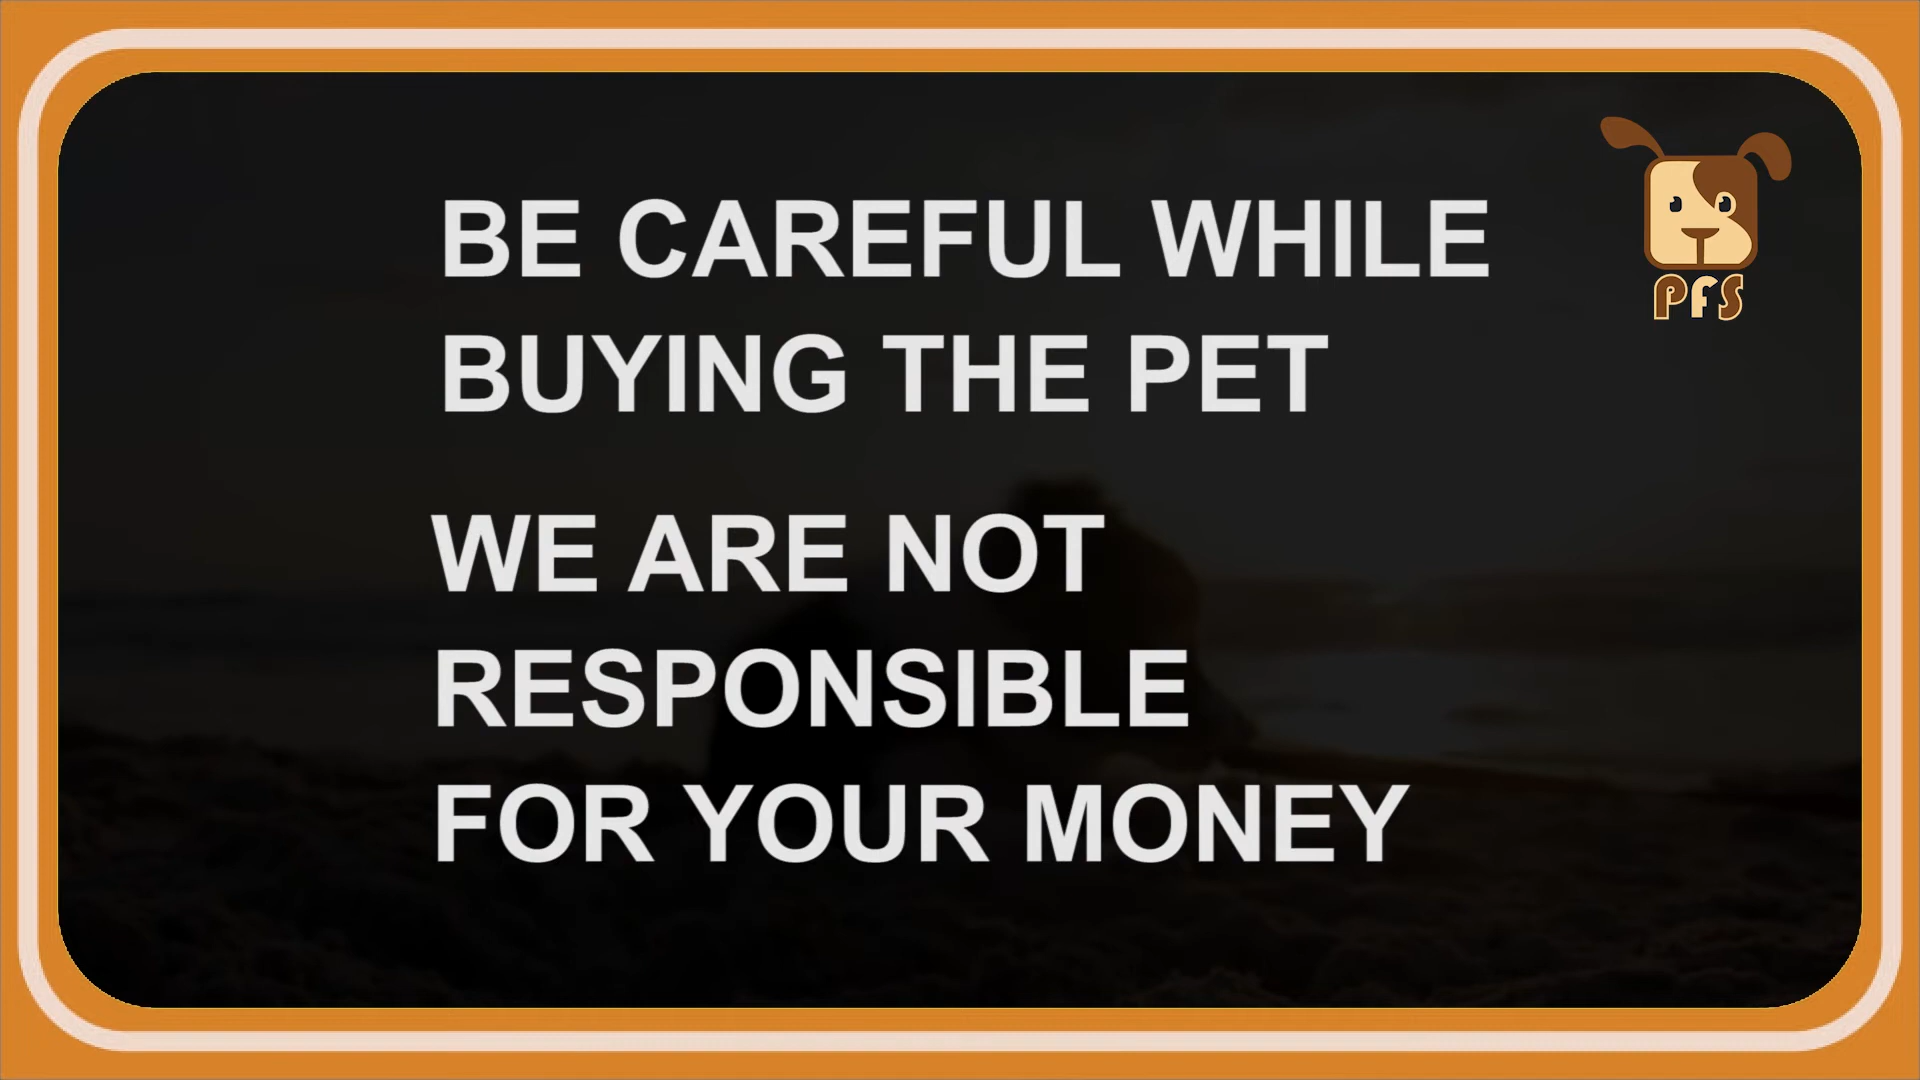 BE CAREFUL WHILE
BUYING THE PET
WE ARE NOT
RESPONSIBLE
FOR YOUR MONEY
PFS